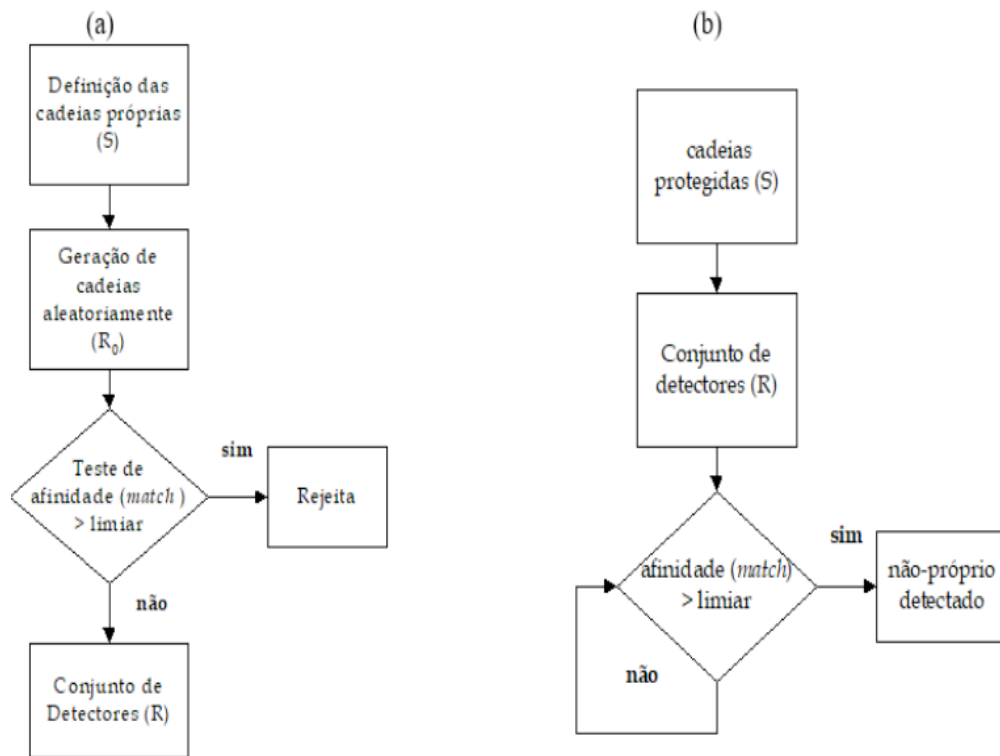 (a)
Definição das
cadeias próprias
(S)
Geração de
cadeias
aleatoriamente
(R₀)
Teste de
afinidade (match )
> limiar
sim
Rejeita
não
Conjunto de
Detectores (R)
(b)
cadeias
protegidas (S)
Conjunto de
detectores (R)
afinidade (match)
> limiar
sim
não-próprio
detectado
não